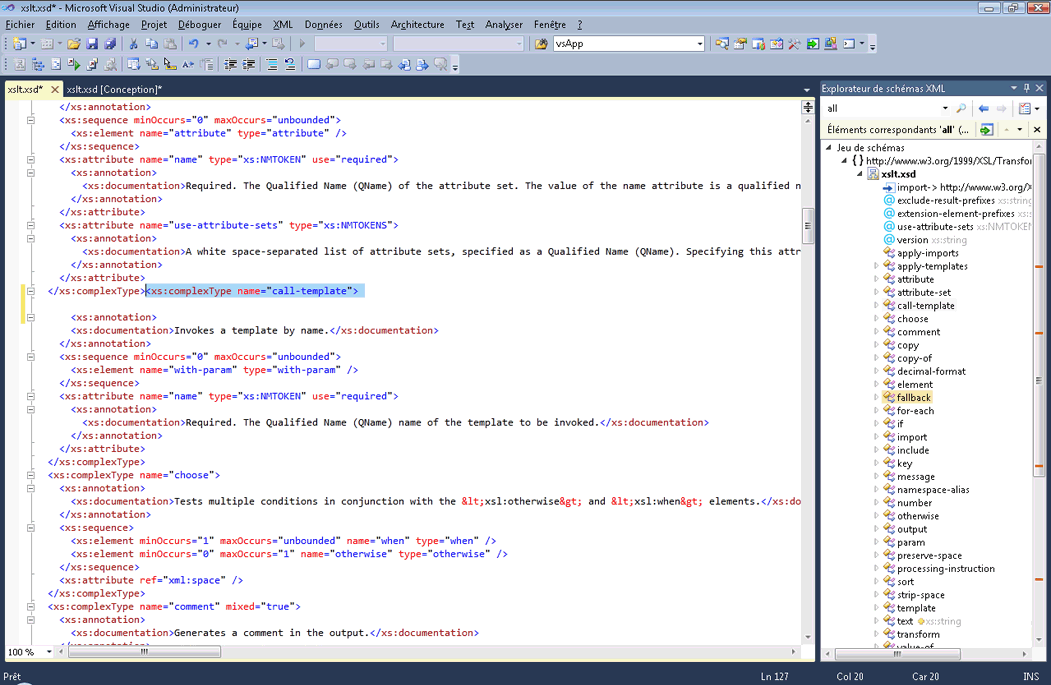 xslt.xsd* - Microsoft Visual Studio (Administrateur)
Fichier Edition Affichage Projet Déboguer Équipe XML Données Outils Architecture Test Analyser Fenêtre ?
vsApp
xslt.xsd* xslt.xsd [Conception]*
</xs:annotation>
<xs:sequence minOccurs="0" maxOccurs="unbounded">
<xs:element name="attribute" type="attribute" />
</xs:sequence>
<xs:attribute name="name" type="xs:NMTOKEN" use="required">
<xs:annotation>
<xs:documentation>Required. The Qualified Name (QName) of the attribute set. The value of the name attribute is a qualified n
</xs:annotation>
</xs:attribute>
<xs:attribute name="use-attribute-sets" type="xs:NMTOKENS">
<xs:annotation>
<xs:documentation>A white space-separated list of attribute sets, specified as a Qualified Name (QName). Specifying this attr
</xs:annotation>
</xs:attribute>
</xs:complexType><xs:complexType name="call-template">
<xs:annotation>
<xs:documentation>Invokes a template by name.</xs:documentation>
</xs:annotation>
<xs:sequence minOccurs="0" maxOccurs="unbounded">
<xs:element name="with-param" type="with-param" />
</xs:sequence>
<xs:attribute name="name" type="xs:NMTOKEN" use="required">
<xs:annotation>
<xs:documentation>Required. The Qualified Name (QName) name of the template to be invoked.</xs:documentation>
</xs:annotation>
</xs:attribute>
</xs:complexType>
<xs:complexType name="choose">
<xs:annotation>
<xs:documentation>Tests multiple conditions in conjunction with the &lt;xsl:otherwise&gt; and &lt;xsl:when&gt; elements.</xs:do
</xs:annotation>
<xs:sequence>
<xs:element minOccurs="1" maxOccurs="unbounded" name="when" type="when" />
<xs:element minOccurs="0" maxOccurs="1" name="otherwise" type="otherwise" />
</xs:sequence>
<xs:attribute ref="xml:space" />
</xs:complexType>
<xs:complexType name="comment" mixed="true">
<xs:annotation>
<xs:documentation>Generates a comment in the output.</xs:documentation>
100 %
Explorateur de schémas XML
all
Éléments correspondants 'all' (...
Jeu de schémas
{ } http://www.w3.org/1999/XSL/Transfor
xslt.xsd
import-> http://www.w3.org/X
exclude-result-prefixes xs:string
extension-element-prefixes xs:s
use-attribute-sets xs:NMTOKEN
version xs:string
apply-imports
apply-templates
attribute
attribute-set
call-template
choose
comment
copy
copy-of
decimal-format
element
fallback
for-each
if
import
include
key
message
namespace-alias
number
otherwise
output
param
preserve-space
processing-instruction
sort
strip-space
template
text xs:string
transform
value-of
Prêt Ln 127 Col 20 Car 20 INS